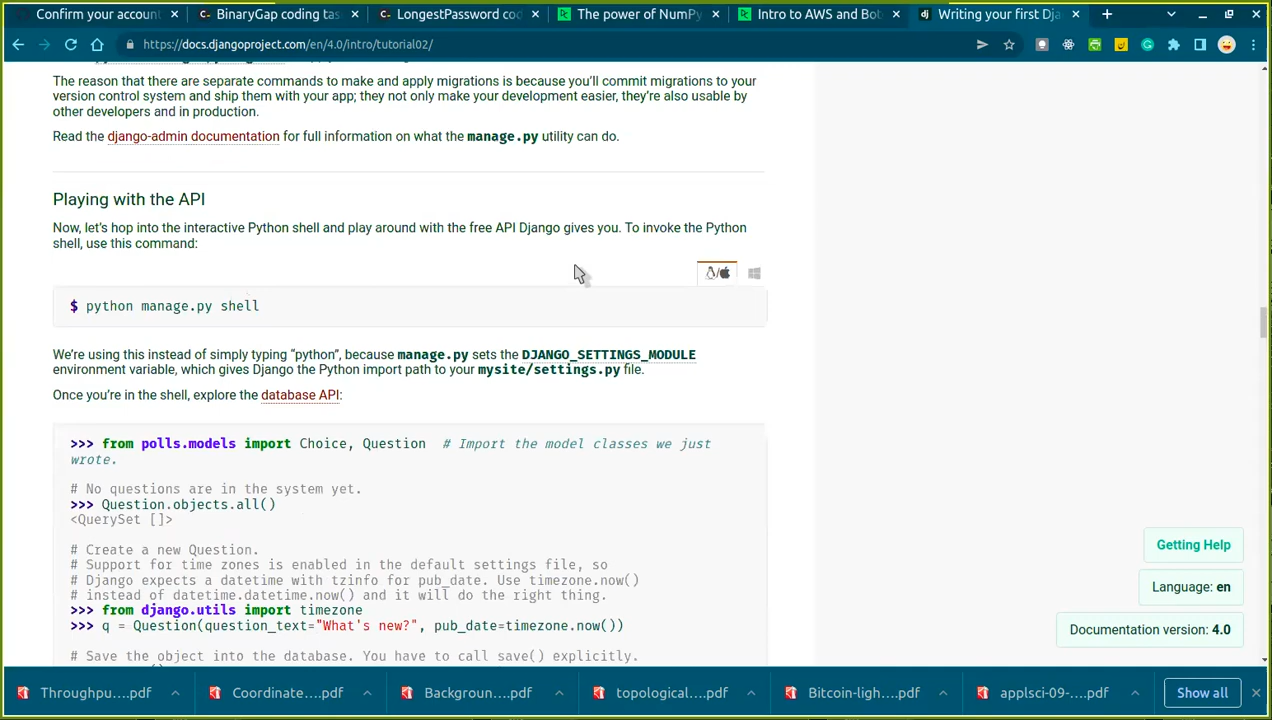 Confirm your accoun
BinaryGap coding tas
LongestPassword co
The power of NumPy
Intro to AWS and Bot
Writing your first Dja
https://docs.djangoproject.com/en/4.0/intro/tutorial02/
The reason that there are separate commands to make and apply migrations is because you'll commit migrations to your
version control system and ship them with your app; they not only make your development easier, they're also usable by
other developers and in production.
Read the django-admin documentation for full information on what the manage.py utility can do.
Playing with the API
Now, let's hop into the interactive Python shell and play around with the free API Django gives you. To invoke the Python
shell, use this command:
$ python manage.py shell
We're using this instead of simply typing "python", because manage.py sets the DJANGO_SETTINGS_MODULE
environment variable, which gives Django the Python import path to your mysite/settings.py file.
Once you're in the shell, explore the database API:
>>> from polls.models import Choice, Question # Import the model classes we just
wrote.
# No questions are in the system yet.
>>> Question.objects.all()
<QuerySet []>
# Create a new Question.
# Support for time zones is enabled in the default settings file, so
# Django expects a datetime with tzinfo for pub_date. Use timezone.now()
# instead of datetime.datetime.now() and it will do the right thing.
>>> from django.utils import timezone
>>> q = Question(question_text="What's new?", pub_date=timezone.now())
# Save the object into the database. You have to call save() explicitly.
Getting Help
Language: en
Documentation version: 4.0
Throughpu....pdf
Coordinate....pdf
Backgroun....pdf
topological....pdf
Bitcoin-ligh....pdf
applsci-09-....pdf
Show all